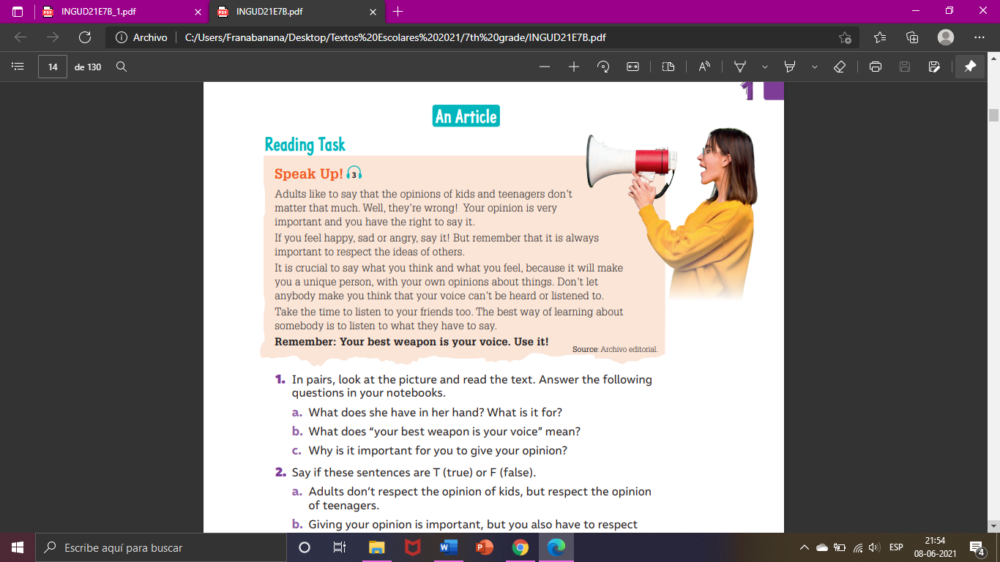 INGUD21E7B_1.pdf
INGUD21E7B.pdf
Archivo
C:/Users/Franabanana/Desktop/Textos%20Escolares%202021/7th%20grade/INGUD21E7B.pdf
14
de 130
1
An Article
Reading Task
Speak Up! 3
Adults like to say that the opinions of kids and teenagers don't
matter that much. Well, they're wrong! Your opinion is very
important and you have the right to say it.
If you feel happy, sad or angry, say it! But remember that it is always
important to respect the ideas of others.
It is crucial to say what you think and what you feel, because it will make
you a unique person, with your own opinions about things. Don't let
anybody make you think that your voice can't be heard or listened to.
Take the time to listen to your friends too. The best way of learning about
somebody is to listen to what they have to say.
Remember: Your best weapon is your voice. Use it!
Source: Archivo editorial.
1. In pairs, look at the picture and read the text. Answer the following
questions in your notebooks.
a. What does she have in her hand? What is it for?
b. What does “your best weapon is your voice” mean?
c. Why is it important for you to give your opinion?
2. Say if these sentences are T (true) or F (false).
a. Adults don't respect the opinion of kids, but respect the opinion
of teenagers.
b. Giving your opinion is important, but you also have to respect
Escribe aquí para buscar
ESP
21:54
08-06-2021
4